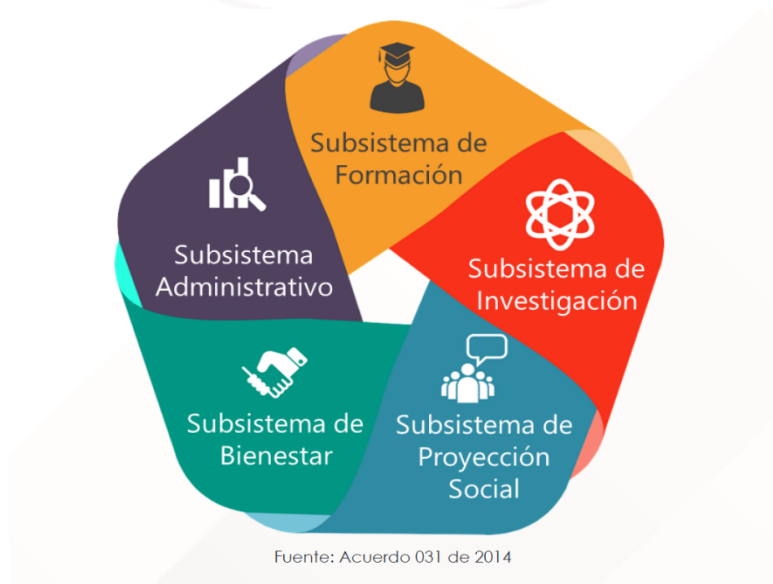 Subsistema de
Formación
Subsistema
Administrativo
Subsistema de
Investigación
Subsistema de
Bienestar
Subsistema de
Proyección
Social
Fuente: Acuerdo 031 de 2014